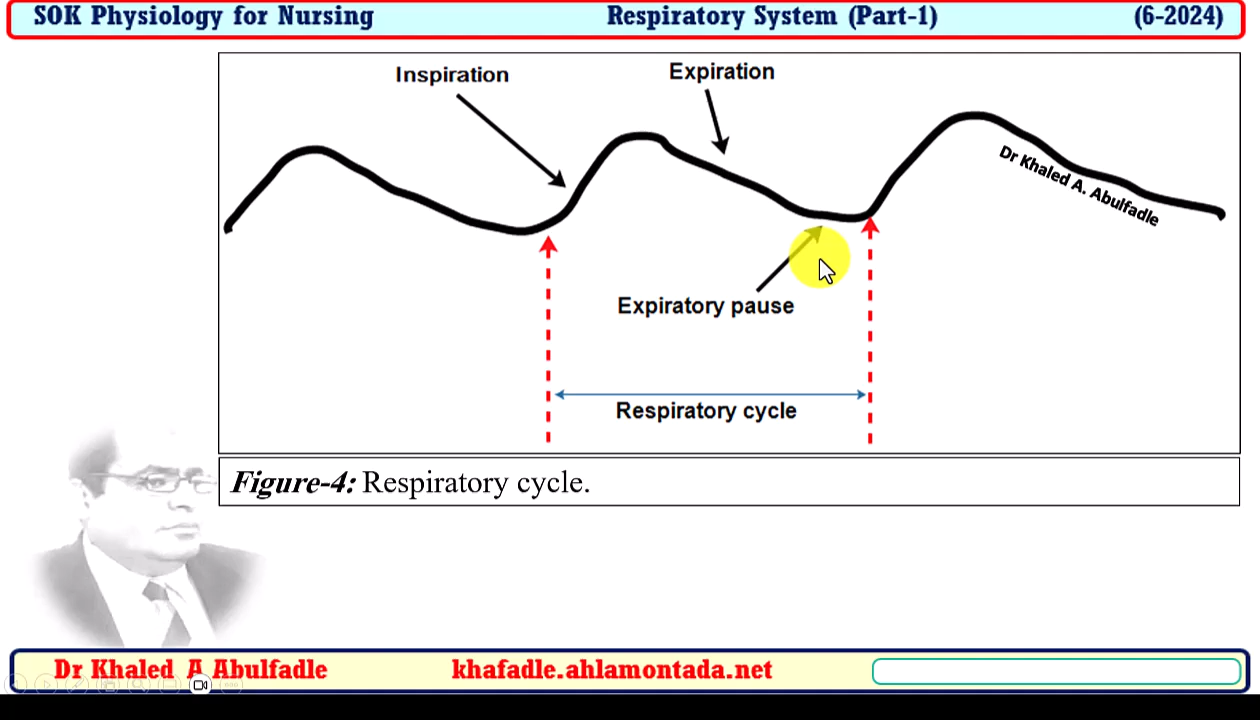 SOK Physiology for Nursing Respiratory System (Part-1) (6-2024)
Inspiration
Expiration
Dr Khaled A. Abulfadle
Expiratory pause
Respiratory cycle
Figure-4: Respiratory cycle.
Dr Khaled A Abulfadle khafadle.ahlamontada.net